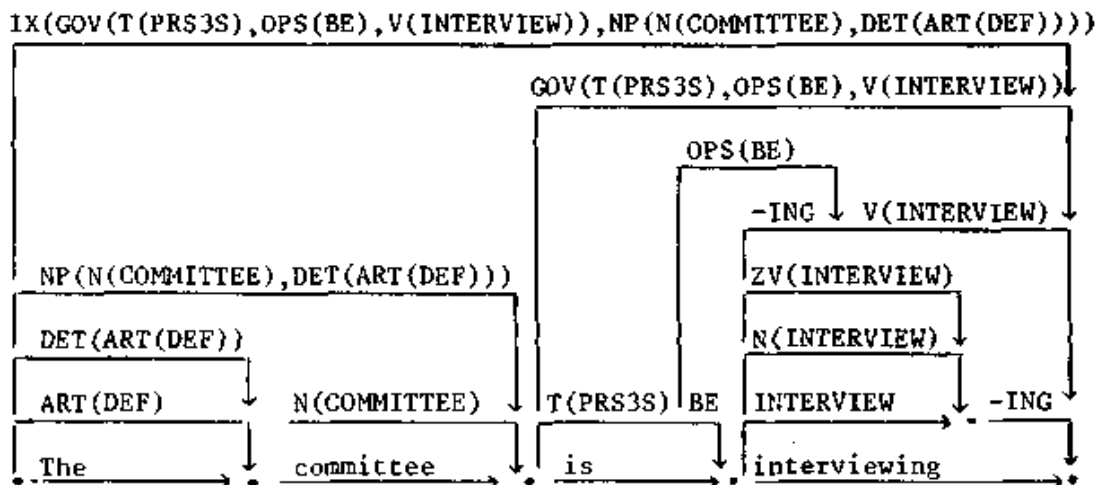 IX(GOV(T(PRS3S),OPS(BE),V(INTERVIEW)),NP(N(COMMITTEE),DET(ART(DEF))))
GOV(T(PRS3S),OPS(BE),V(INTERVIEW))
OPS(BE)
-ING V(INTERVIEW)
NP(N(COMMITTEE),DET(ART(DEF))) ZV(INTERVIEW)
DET(ART(DEF)) N(INTERVIEW)
ART(DEF) N(COMMITTEE) T(PRS3S) BE INTERVIEW -ING
The committee is interviewing